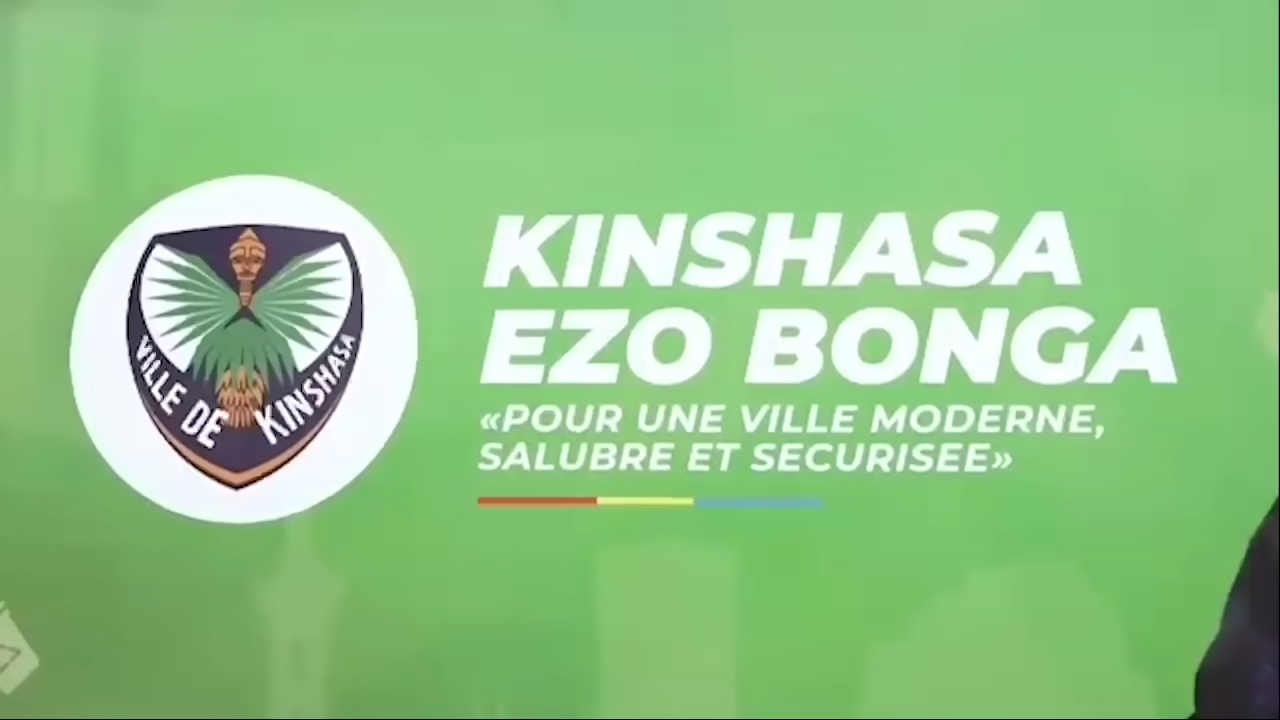 VILLE DE KINSHASA
KINSHASA
EZO BONGA
«POUR UNE VILLE MODERNE,
SALUBRE ET SECURISEE»